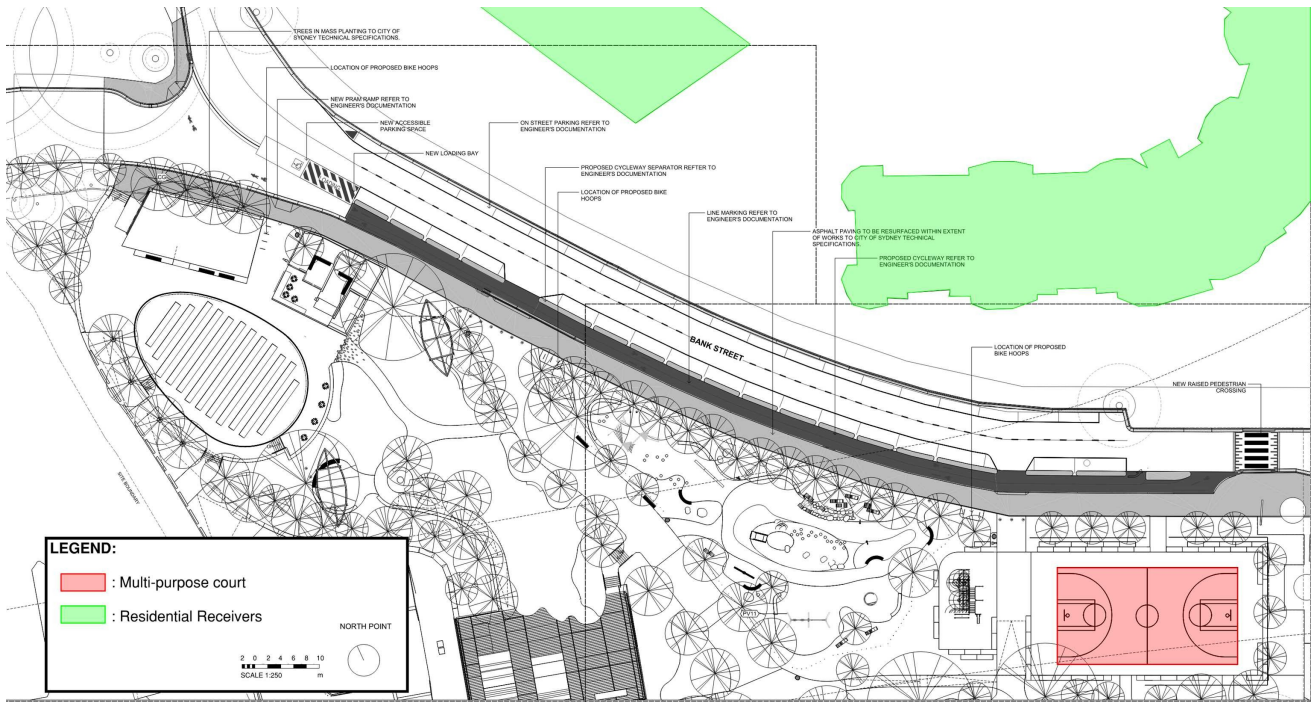 TREES IN MASS PLANTING TO CITY OF
SYDNEY TECHNICAL SPECIFICATIONS.
LOCATION OF PROPOSED BIKE HOOPS
NEW PRAM RAMP REFER TO
ENGINEER'S DOCUMENTATION
NEW ACCESSIBLE
PARKING SPACE
ON STREET PARKING REFER TO
ENGINEER'S DOCUMENTATION
NEW LOADING BAY
PROPOSED CYCLEWAY SEPARATOR REFTER TO
ENGINEER'S DOCUMENTATION
LOCATION OF PROPOSED BIKE
HOOPS
LINE MARKING REFER TO
ENGINEER'S DOCUMENTATION
ASPHALT PAVING TO BE RESURFACED WITHIN EXTENT
OF WORKS TO CITY OF SYDNEY TECHNICAL
SPECIFICATIONS.
PROPOSED CYCLEWAY REFER TO
ENGINEER'S DOCUMENTATION
BANK STREET
LOCATION OF PROPOSED
BIKE HOOPS
NEW RAISED PEDESTRIAN
CROSSING
SITE BOUNDARY
PV11
LEGEND:
: Multi-purpose court
: Residential Receivers
NORTH POINT
2 0 2 4 6 8 10
SCALE 1:250 m